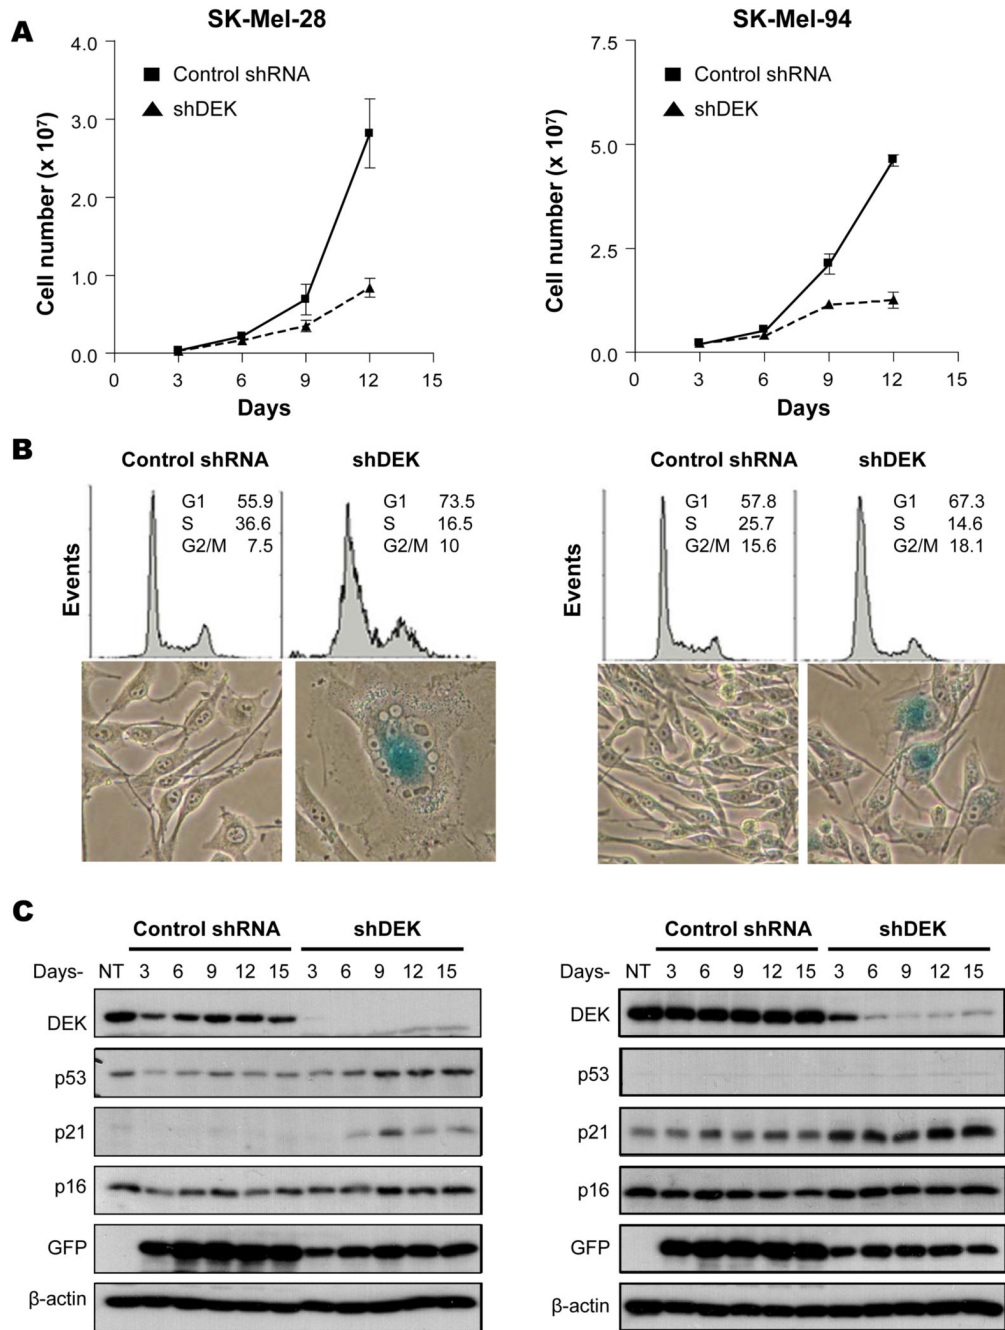 A
SK-Mel-28
Cell number (x 10⁷)
4.0
3.0
2.0
1.0
0.0
Control shRNA
shDEK
0 3 6 9 12 15
Days
SK-Mel-94
Cell number (x 10⁷)
7.5
5.0
2.5
0.0
Control shRNA
shDEK
0 3 6 9 12 15
Days
B
Control shRNA shDEK
Events
G1 55.9
S 36.6
G2/M 7.5
G1 73.5
S 16.5
G2/M 10
Control shRNA shDEK
Events
G1 57.8
S 25.7
G2/M 15.6
G1 67.3
S 14.6
G2/M 18.1
C
Control shRNA shDEK
Days- NT 3 6 9 12 15 3 6 9 12 15
DEK
p53
p21
p16
GFP
β-actin
Control shRNA shDEK
Days- NT 3 6 9 12 15 3 6 9 12 15
DEK
p53
p21
p16
GFP
β-actin